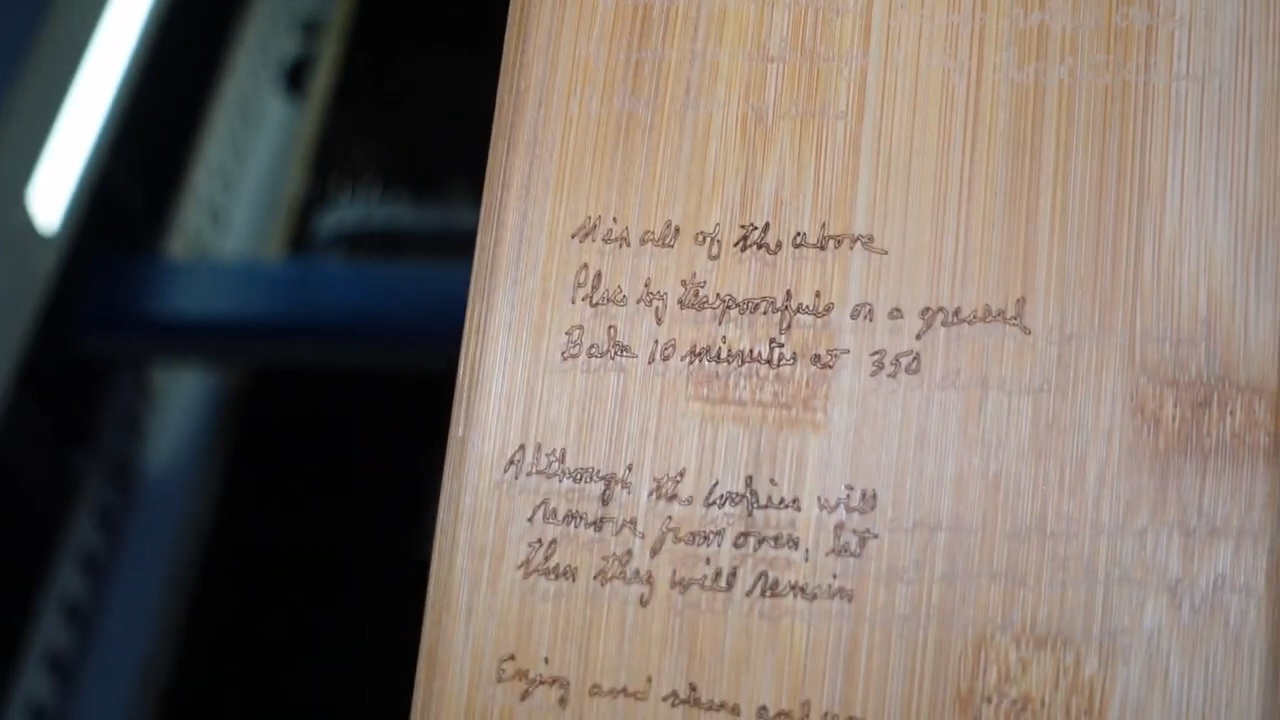 Mix all of the above
Place by teaspoonfuls on a greased
Bake 10 minutes at 350
Although the cookies will
remove from oven, let
then they will remain
Enjoy and